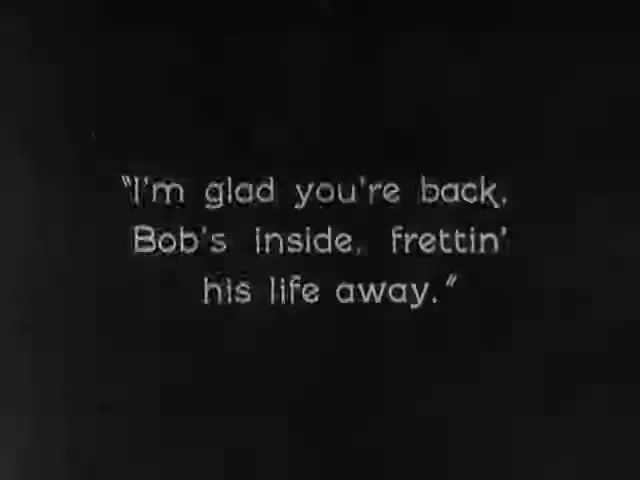 "I'm glad you're back.
Bob's inside, frettin'
his life away."